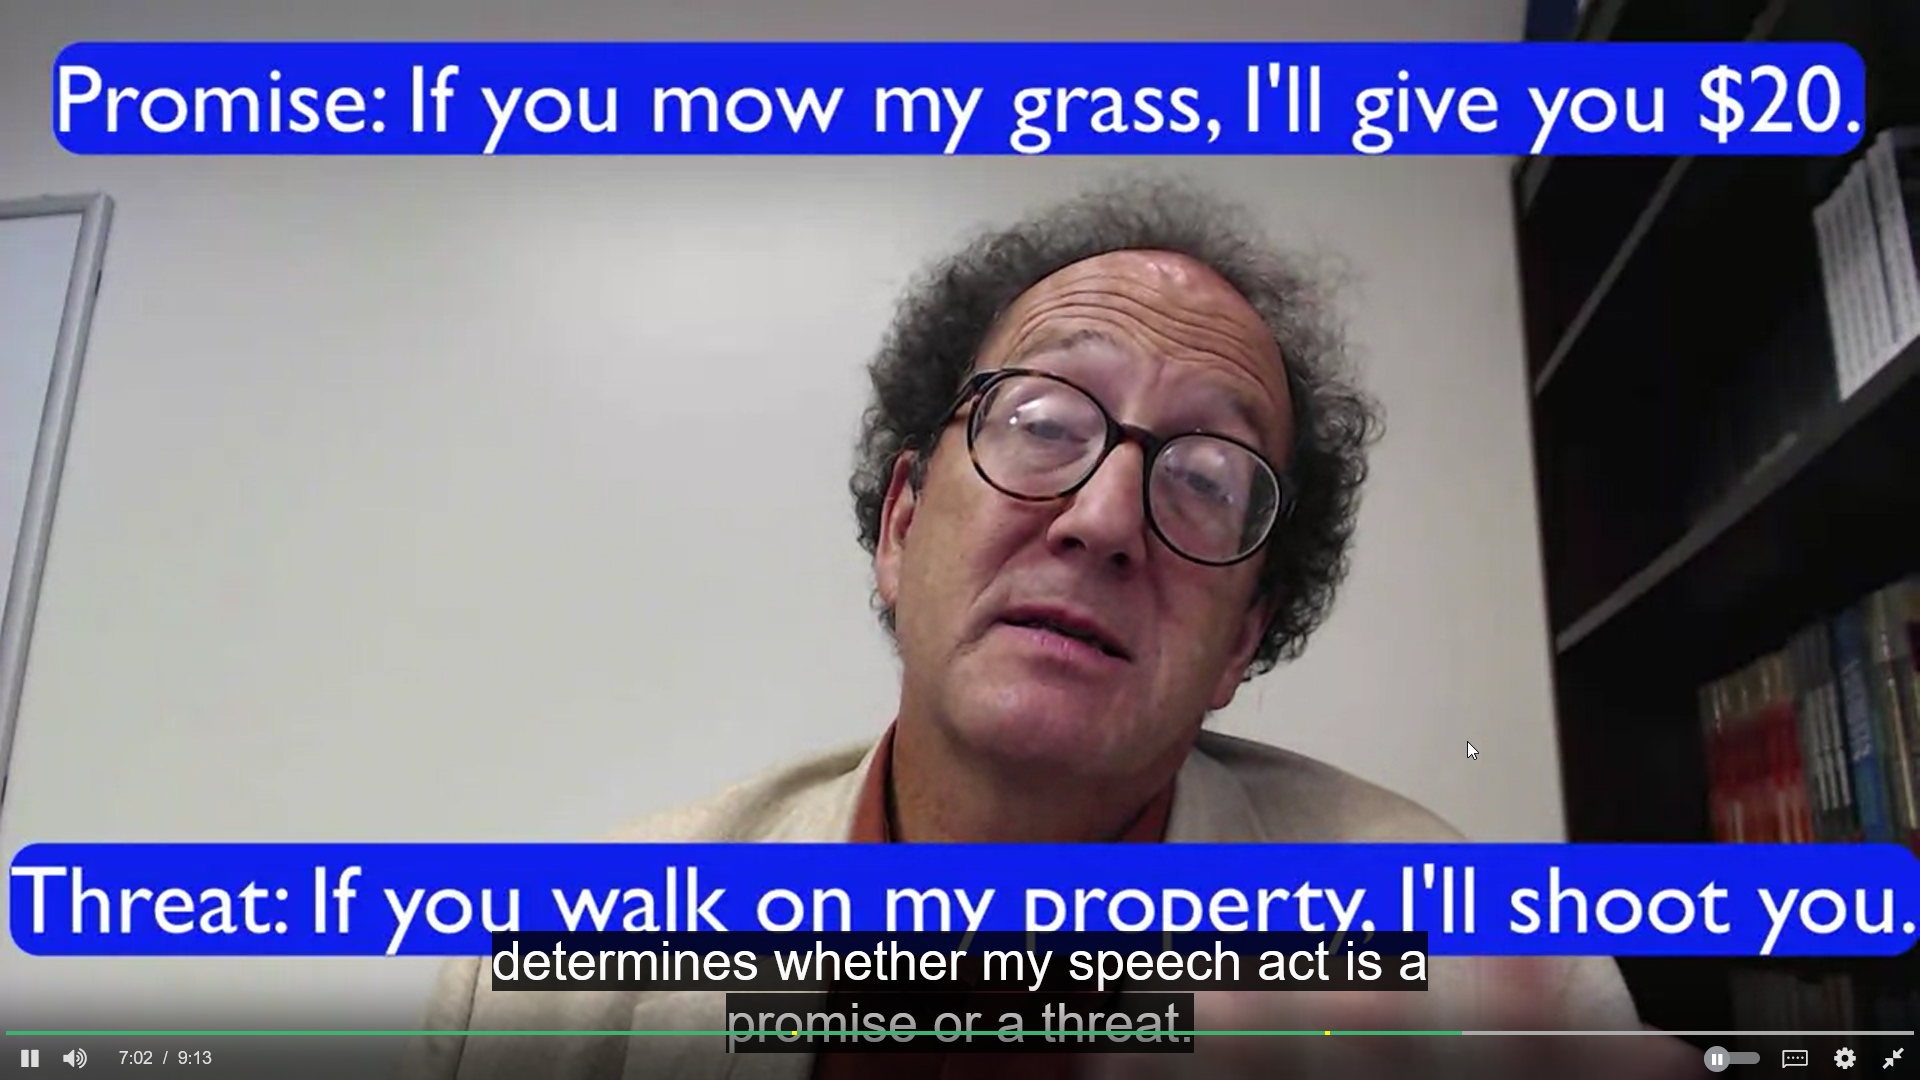 Promise: If you mow my grass, I'll give you $20.
Threat: If you walk on my property, I'll shoot you.
determines whether my speech act is a
promise or a threat.
7:02 / 9:13